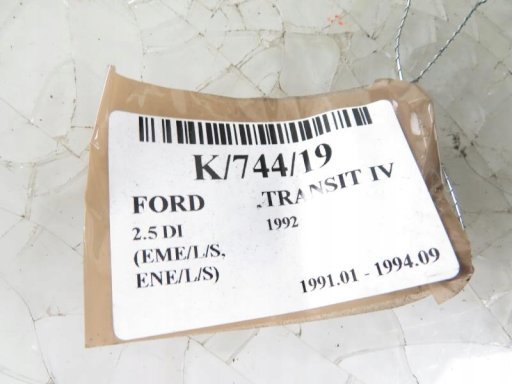 K/744/19
FORD .TRANSIT IV
2.5 DI 1992
(EME/L/S,
ENE/L/S)
1991.01 - 1994.09